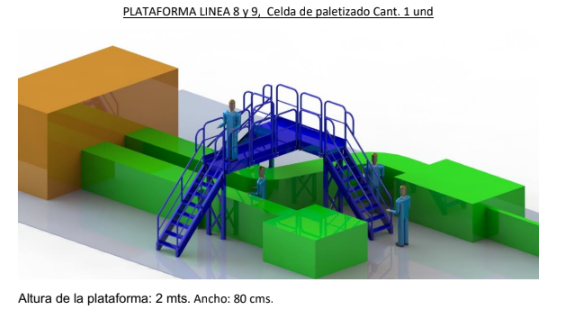 PLATAFORMA LINEA 8 y 9, Celda de paletizado Cant. 1 und
Altura de la plataforma: 2 mts. Ancho: 80 cms.